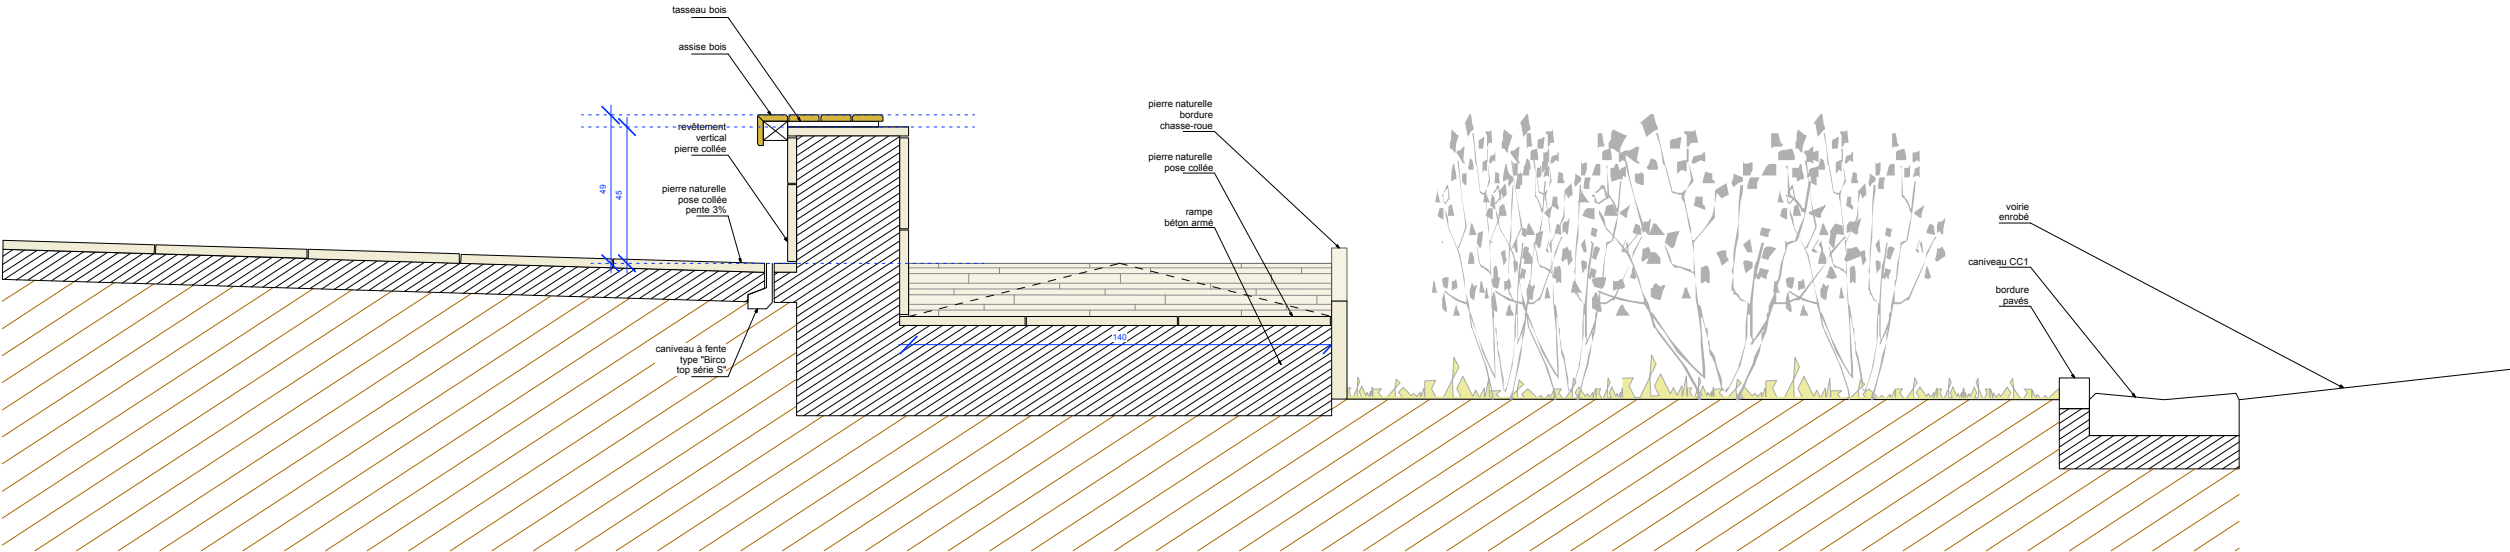 tasseau bois
assise bois
revêtement
vertical
pierre collée
pierre naturelle
pose collée
pente 3%
49
45
caniveau à fente
type "Birco
top série S"
pierre naturelle
bordure
chasse-roue
pierre naturelle
pose collée
rampe
béton armé
140
voirie
enrobé
caniveau CC1
bordure
pavés